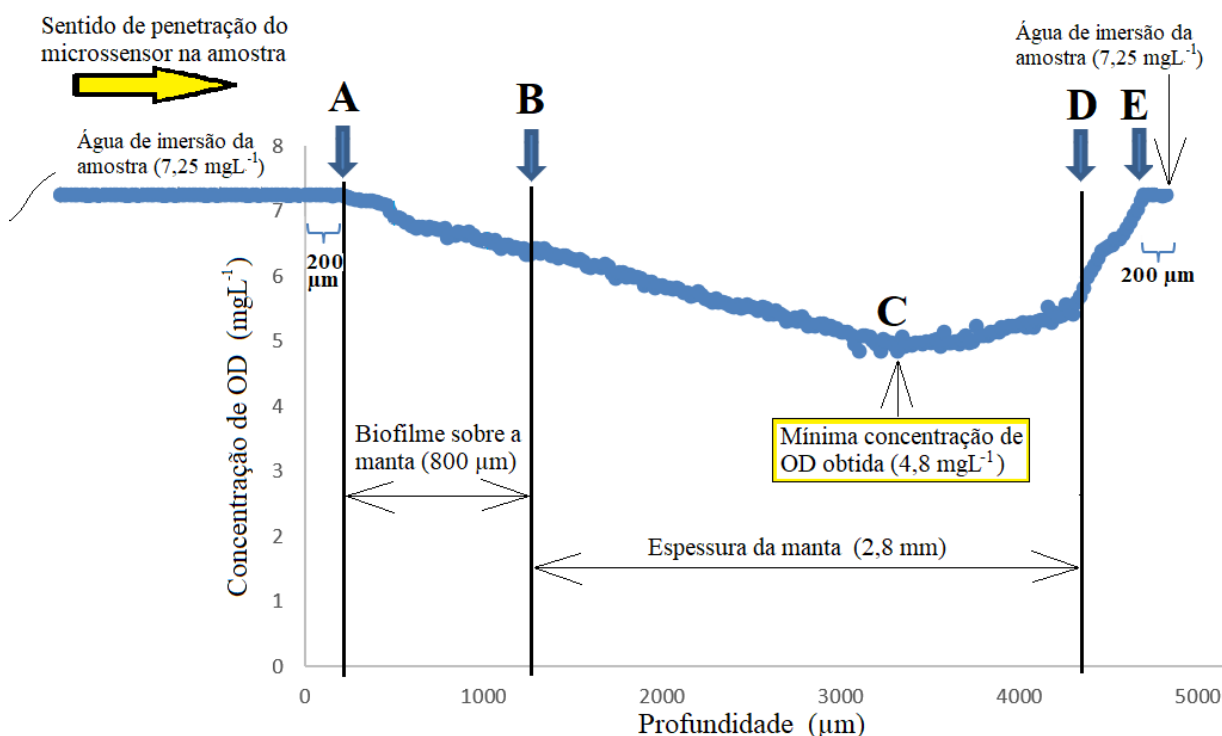 Sentido de penetração do
microssensor na amostra
Água de imersão da
amostra (7,25 mgL⁻¹)
A
B
D
E
Água de imersão da
amostra (7,25 mgL⁻¹)
200
µm
200 µm
C
Mínima concentração de
OD obtida (4,8 mgL⁻¹)
Biofilme sobre a
manta (800 µm)
Espessura da manta (2,8 mm)
Concentração de OD (mgL⁻¹)
8
7
6
5
4
3
2
1
0
0 1000 2000 3000 4000 5000
Profundidade (µm)